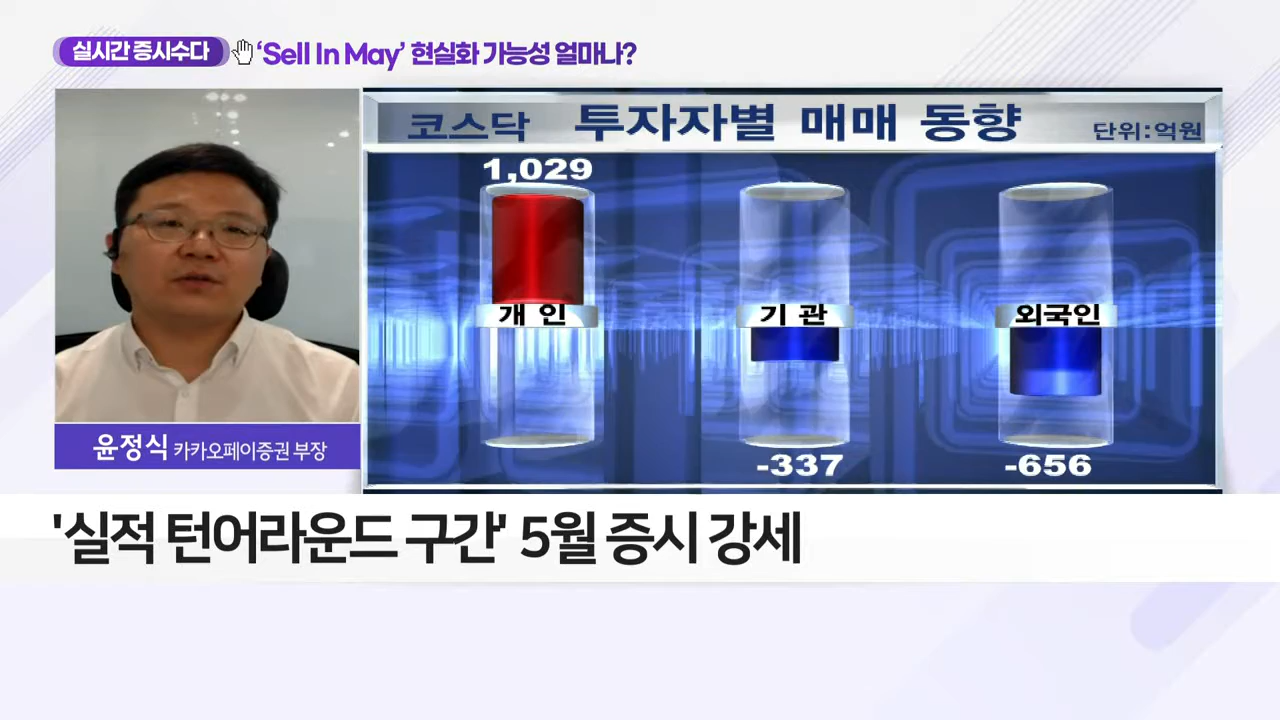 실시간 증시수다 ‘Sell In May’ 현실화 가능성 얼마나?
코스닥 투자자별 매매 동향 단위:억원
1,029
개인 기관 외국인
-337 -656
윤정식 카카오페이증권 부장
'실적 턴어라운드 구간' 5월 증시 강세